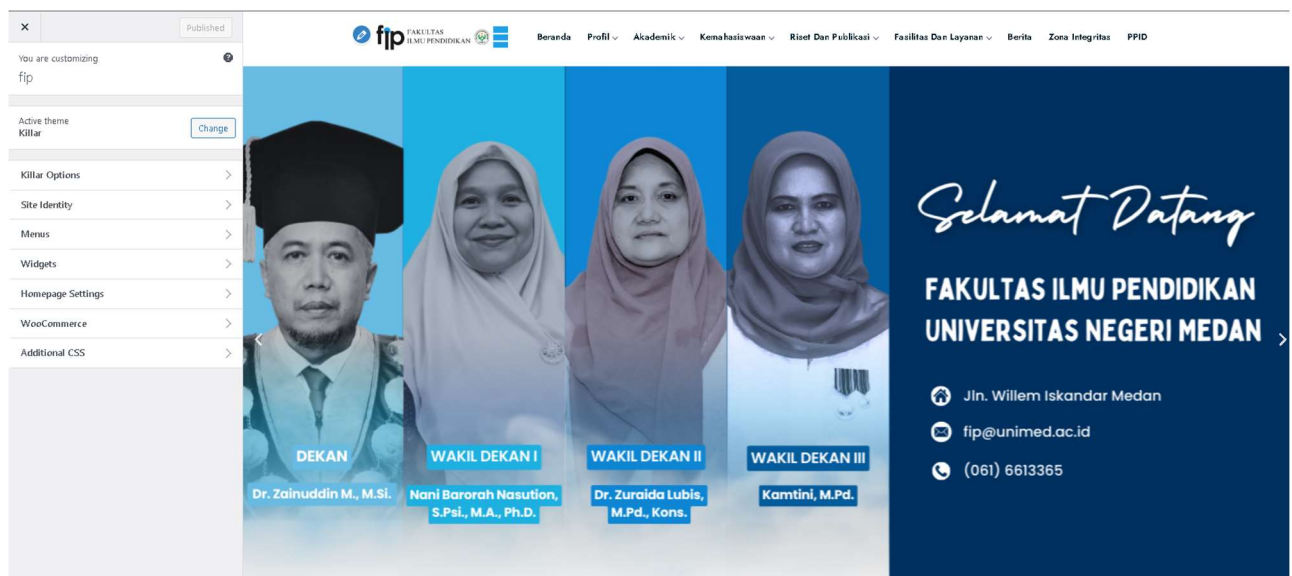 Published
You are customizing
fip
Active theme
Killar
Change
Killar Options
Site Identity
Menus
Widgets
Homepage Settings
WooCommerce
Additional CSS
fip FAKULTAS
ILMU PENDIDIKAN
Beranda Profil Akademik Kemahasiswaan Riset Dan Publikasi Fasilitas Dan Layanan Berita Zona Integritas PPID
DEKAN
Dr. Zainuddin M., M.Si.
WAKIL DEKAN I
Nani Barorah Nasution,
S.Psi., M.A., Ph.D.
WAKIL DEKAN II
Dr. Zuraida Lubis,
M.Pd., Kons.
WAKIL DEKAN III
Kamtini, M.Pd.
Selamat Datang
FAKULTAS ILMU PENDIDIKAN
UNIVERSITAS NEGERI MEDAN
Jln. Willem Iskandar Medan
fip@unimed.ac.id
(061) 6613365